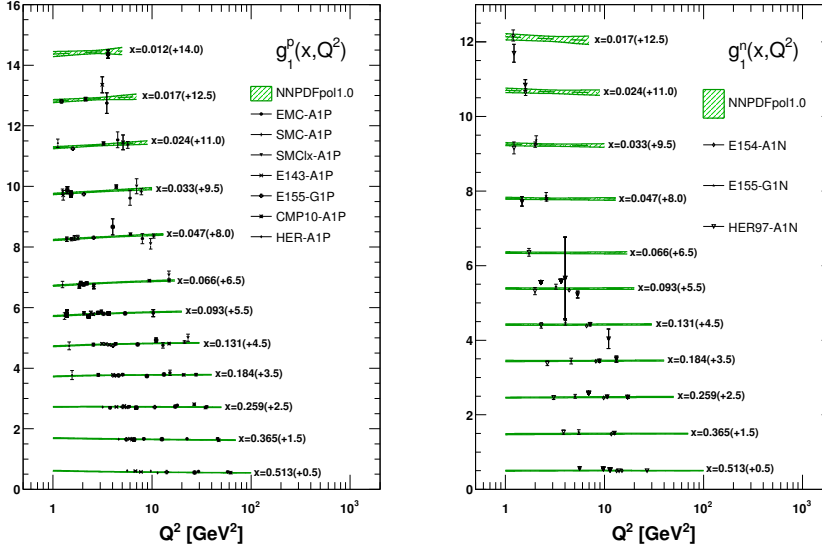 g₁ᵖ(x,Q²)
NNPDFpol1.0
EMC-A1P
SMC-A1P
SMClx-A1P
E143-A1P
E155-G1P
CMP10-A1P
HER-A1P
x=0.012(+14.0)
x=0.017(+12.5)
x=0.024(+11.0)
x=0.033(+9.5)
x=0.047(+8.0)
x=0.066(+6.5)
x=0.093(+5.5)
x=0.131(+4.5)
x=0.184(+3.5)
x=0.259(+2.5)
x=0.365(+1.5)
x=0.513(+0.5)
16
14
12
10
8
6
4
2
0
1 10 10² 10³
Q² [GeV²]
g₁ⁿ(x,Q²)
NNPDFpol1.0
E154-A1N
E155-G1N
HER97-A1N
x=0.017(+12.5)
x=0.024(+11.0)
x=0.033(+9.5)
x=0.047(+8.0)
x=0.066(+6.5)
x=0.093(+5.5)
x=0.131(+4.5)
x=0.184(+3.5)
x=0.259(+2.5)
x=0.365(+1.5)
x=0.513(+0.5)
12
10
8
6
4
2
0
1 10 10² 10³
Q² [GeV²]